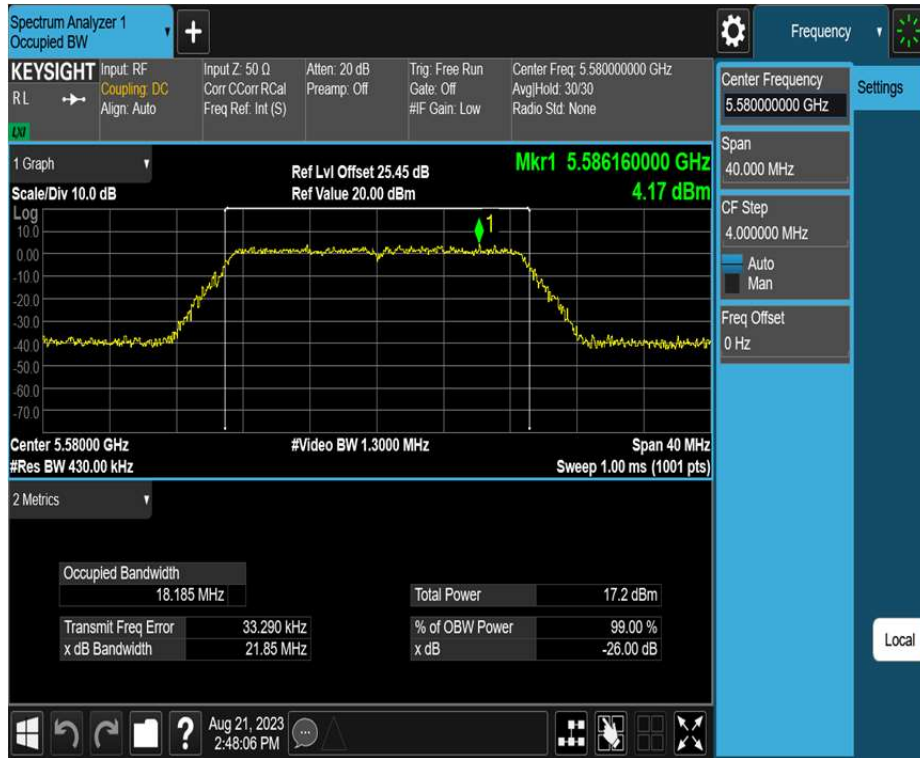 Spectrum Analyzer 1
Occupied BW
+
Frequency
KEYSIGHT
RL
LXI
Input: RF
Coupling: DC
Align: Auto
Input Z: 50 Ω
Corr CCorr RCal
Freq Ref: Int (S)
Atten: 20 dB
Preamp: Off
Trig: Free Run
Gate: Off
#IF Gain: Low
Center Freq: 5.580000000 GHz
Avg|Hold: 30/30
Radio Std: None
Center Frequency
5.580000000 GHz
Settings
Span
40.000 MHz
CF Step
4.000000 MHz
Auto
Man
Freq Offset
0 Hz
1 Graph
Scale/Div 10.0 dB
Ref Lvl Offset 25.45 dB
Ref Value 20.00 dBm
Mkr1 5.586160000 GHz
4.17 dBm
Log
1
10.0
0.00
-10.0
-20.0
-30.0
-40.0
-50.0
-60.0
-70.0
Center 5.58000 GHz
#Video BW 1.3000 MHz
Span 40 MHz
#Res BW 430.00 kHz
Sweep 1.00 ms (1001 pts)
2 Metrics
Occupied Bandwidth
18.185 MHz
Total Power 17.2 dBm
Transmit Freq Error 33.290 kHz
% of OBW Power 99.00 %
x dB Bandwidth 21.85 MHz
x dB -26.00 dB
Local
?
Aug 21, 2023
2:48:06 PM